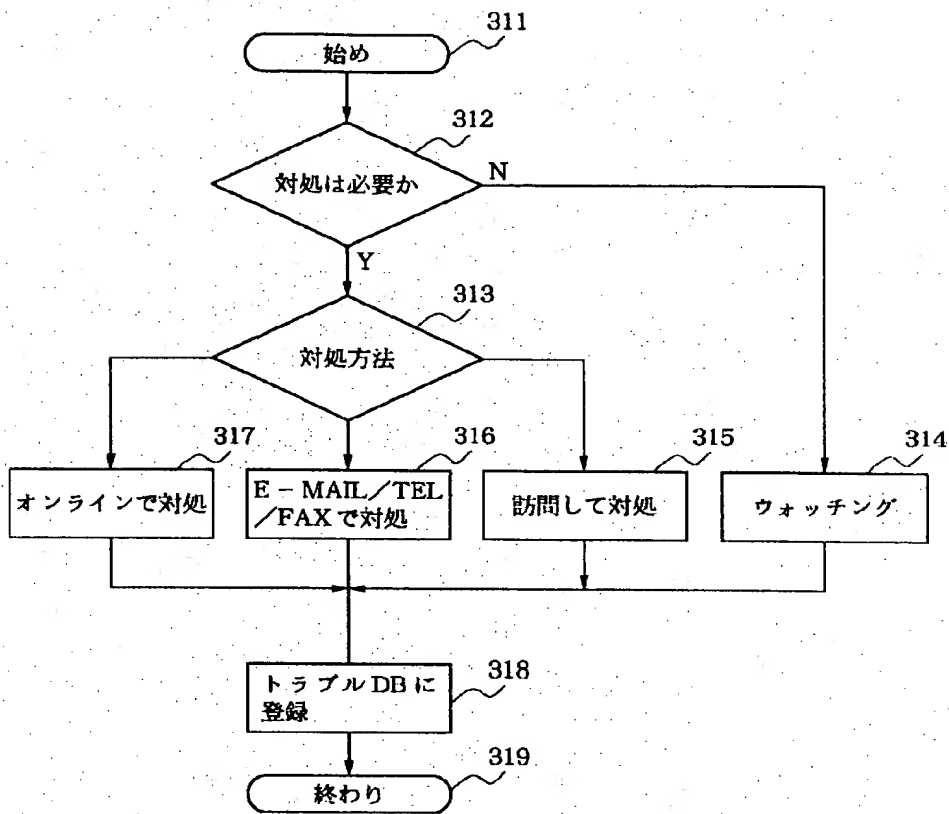 311
始め
312
対処は必要か
N
Y
313
対処方法
317
316
315
314
オンラインで対処
E-MAIL/TEL
/FAXで対処
訪問して対処
ウォッチング
トラブルDBに
登録
318
319
終わり